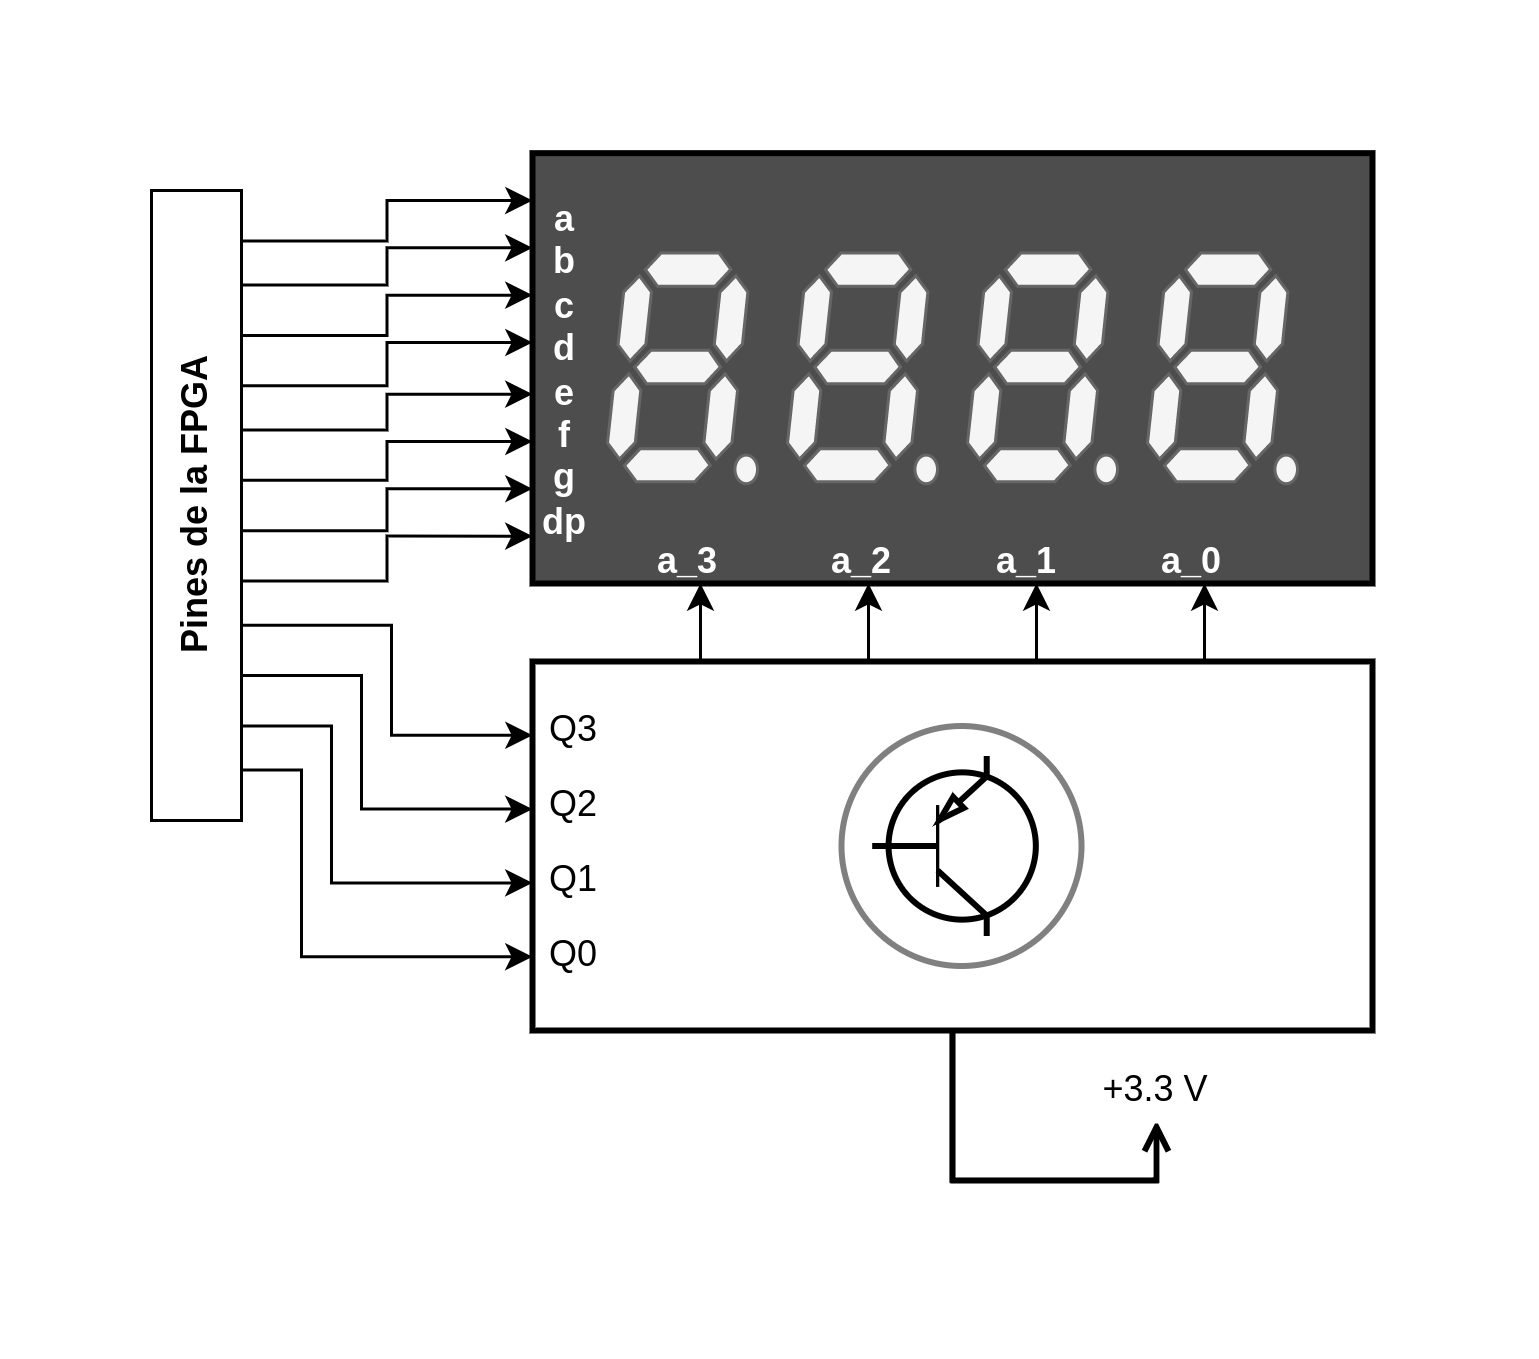 Pines de la FPGA
a
b
c
d
e
f
g
dp
a_3 a_2 a_1 a_0
Q3
Q2
Q1
Q0
+3.3 V